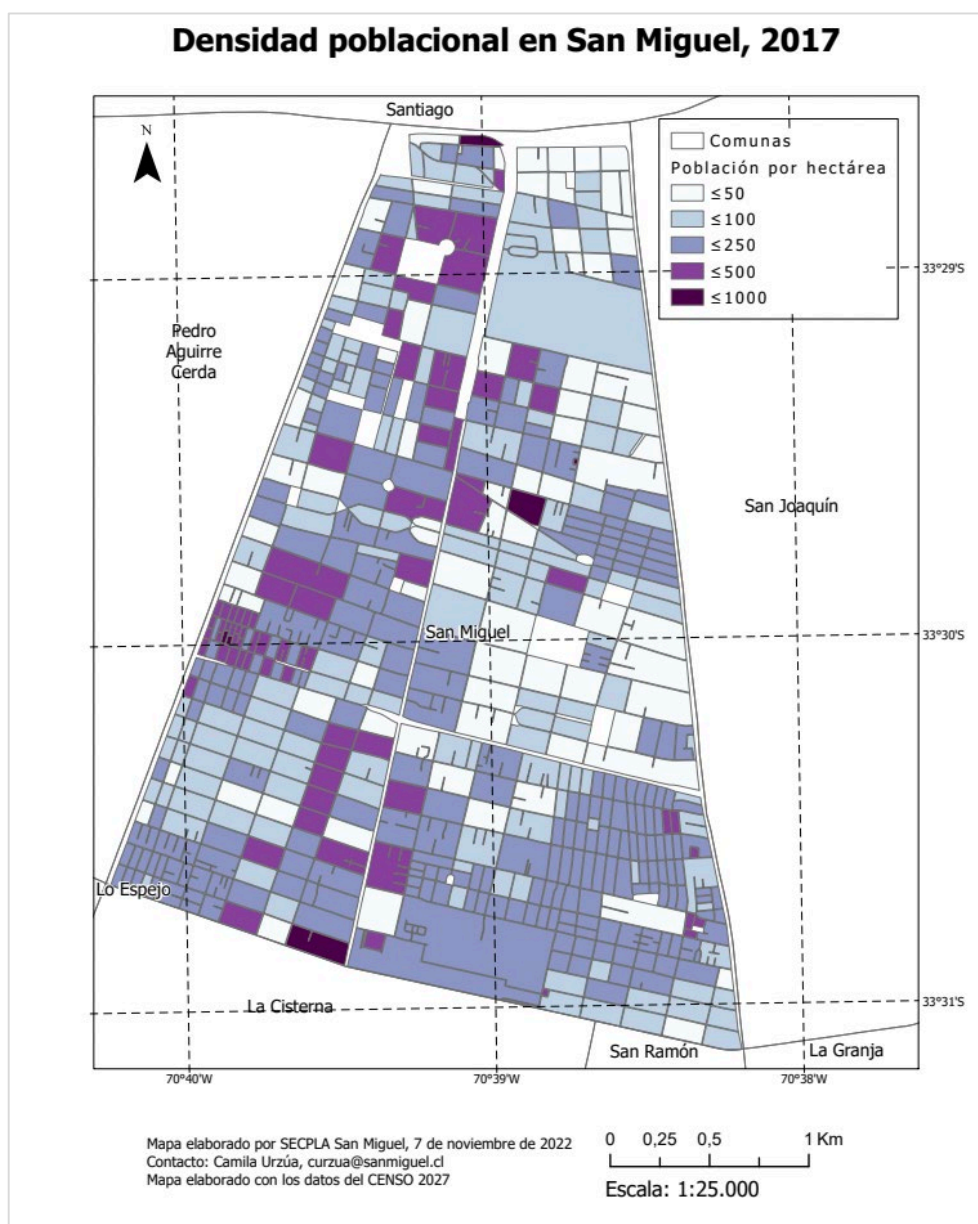 Densidad poblacional en San Miguel, 2017
Santiago
N
Comunas
Población por hectárea
≤50
≤100
≤250
≤500
≤1000
33°29'S
Pedro
Aguirre
Cerda
San Joaquín
San Miguel
33°30'S
Lo Espejo
La Cisterna
33°31'S
San Ramón
La Granja
70°40'W
70°39'W
70°38'W
Mapa elaborado por SECPLA San Miguel, 7 de noviembre de 2022
Contacto: Camila Urzúa, curzua@sanmiguel.cl
Mapa elaborado con los datos del CENSO 2027
0 0,25 0,5 1 Km
Escala: 1:25.000